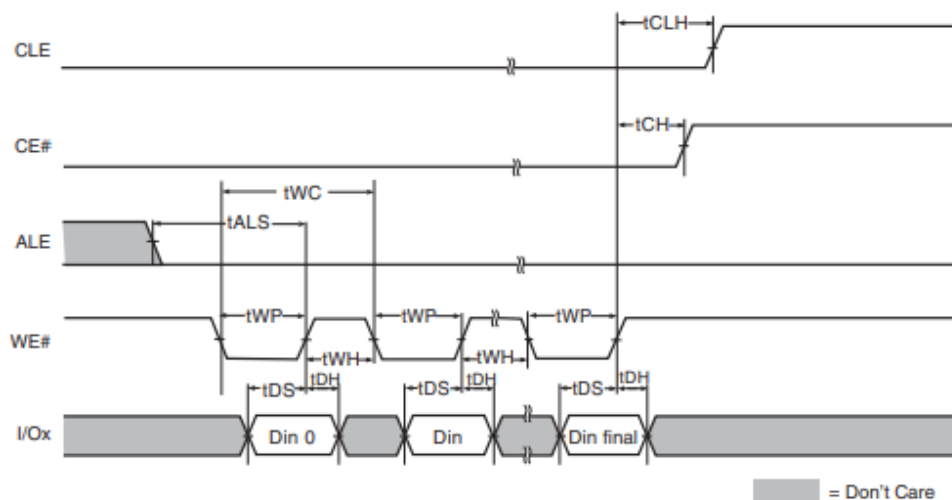 CLE
tCLH
CE#
tCH
tWC
ALE
tALS
WE#
tWP
tWP
tWP
tWH
tWH
tDS
tDH
tDS
tDH
tDS
tDH
I/Ox
Din 0
Din
Din final
= Don't Care